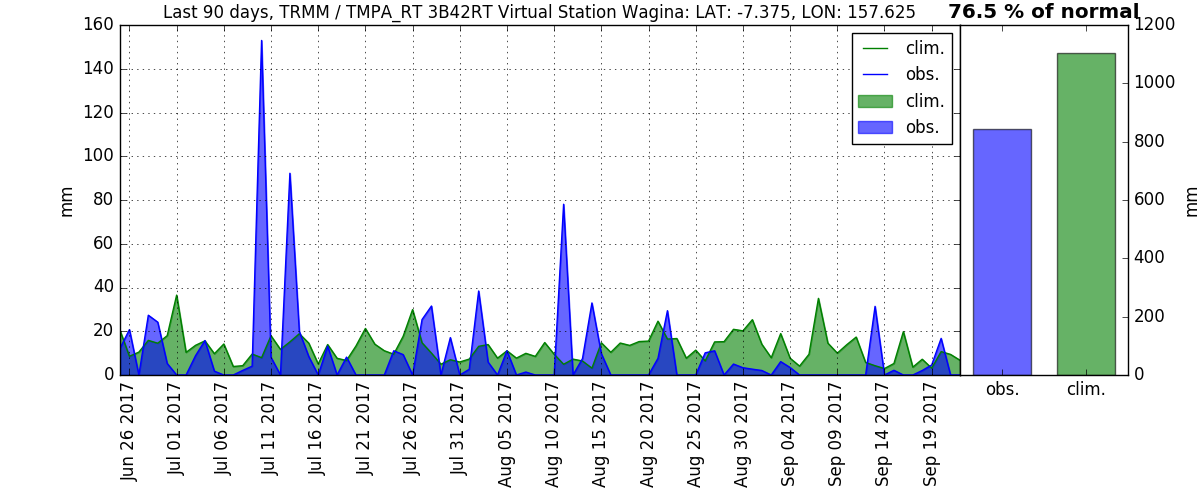 Last 90 days, TRMM / TMPA_RT 3B42RT Virtual Station Wagina: LAT: -7.375, LON: 157.625
76.5 % of normal
160
140
120
100
80
60
40
20
0
mm
clim.
obs.
clim.
obs.
Jun 26 2017
Jul 01 2017
Jul 06 2017
Jul 11 2017
Jul 16 2017
Jul 21 2017
Jul 26 2017
Jul 31 2017
Aug 05 2017
Aug 10 2017
Aug 15 2017
Aug 20 2017
Aug 25 2017
Aug 30 2017
Sep 04 2017
Sep 09 2017
Sep 14 2017
Sep 19 2017
1200
1000
800
600
400
200
0
mm
obs.
clim.